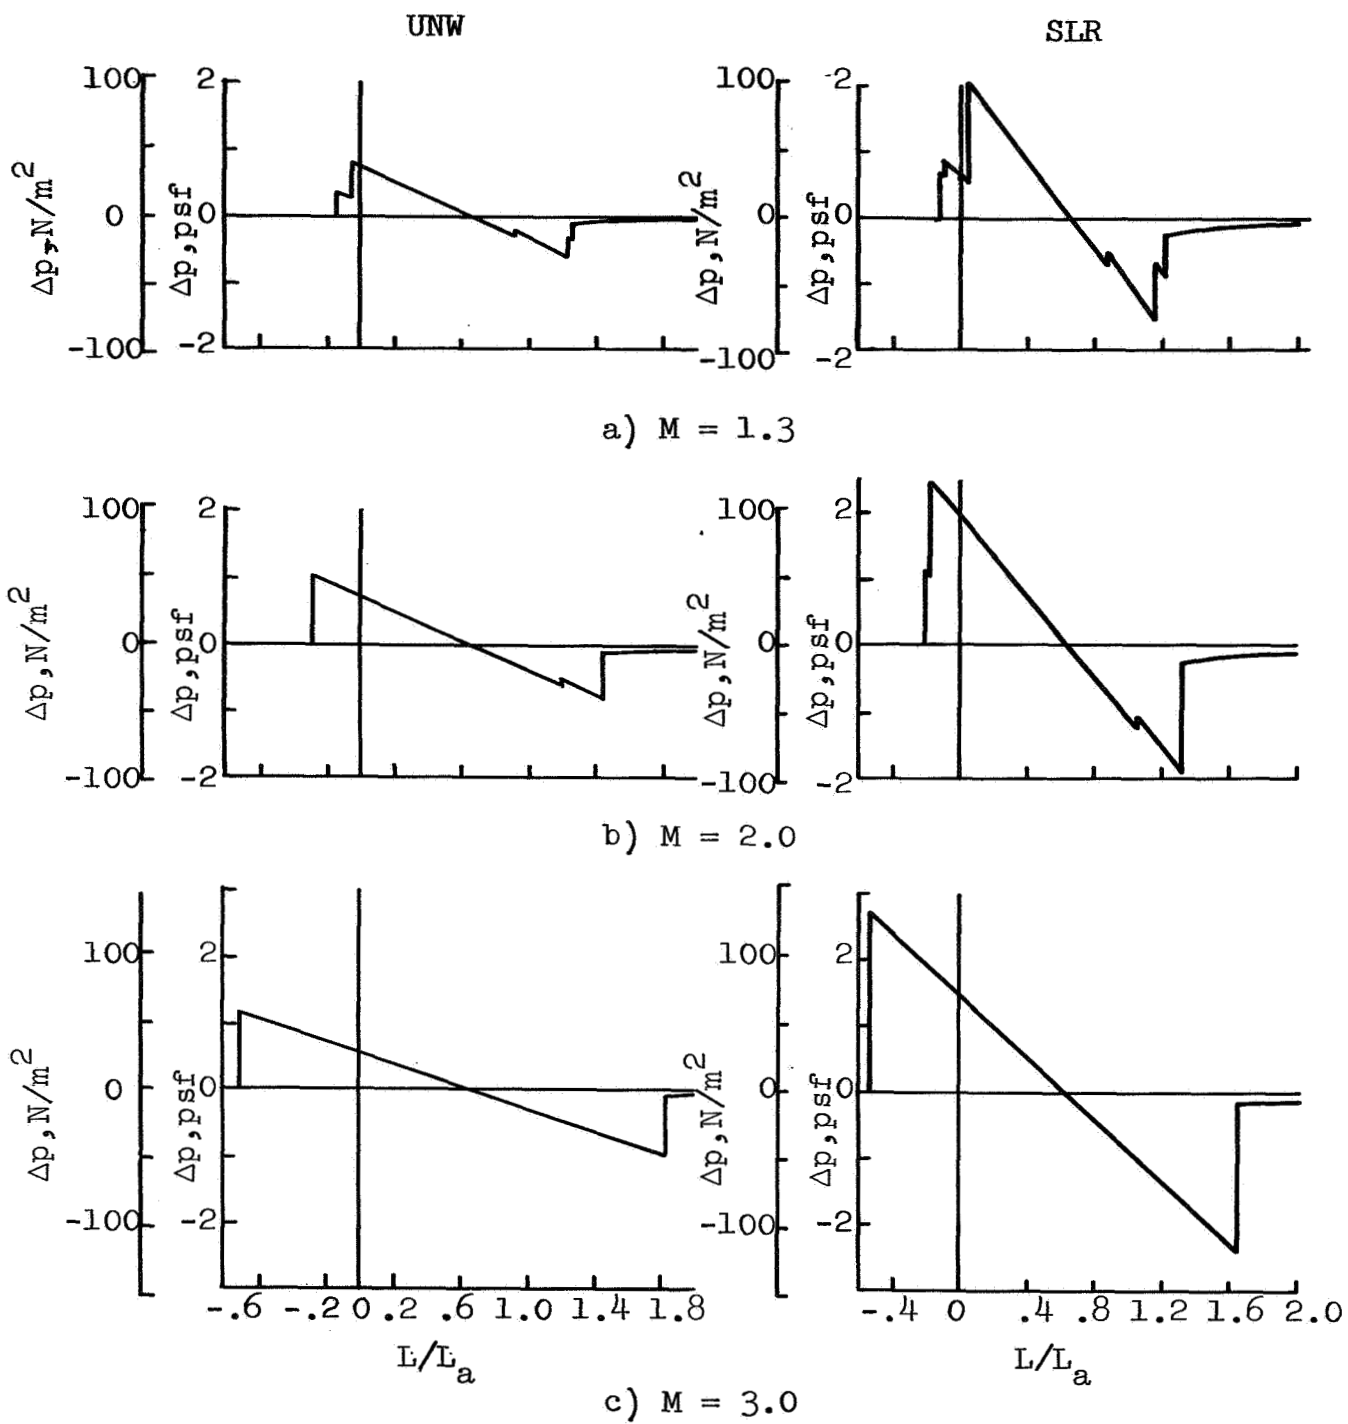 UNW
SLR
100
0
-100
Δp,N/m2
2
0
-2
Δp,psf
100
0
-100
Δp,N/m2
2
0
-2
Δp,psf
a) M = 1.3
100
0
-100
Δp,N/m2
2
0
-2
Δp,psf
100
0
-100
Δp,N/m2
2
0
-2
Δp,psf
b) M = 2.0
100
0
-100
Δp,N/m2
2
0
-2
Δp,psf
-.6 -.2 0 0.2 .6 1.0 1.4 1.8
L/La
100
0
-100
Δp,N/m2
2
0
-2
Δp,psf
-.4 0 .4 .8 1.2 1.6 2.0
L/La
c) M = 3.0